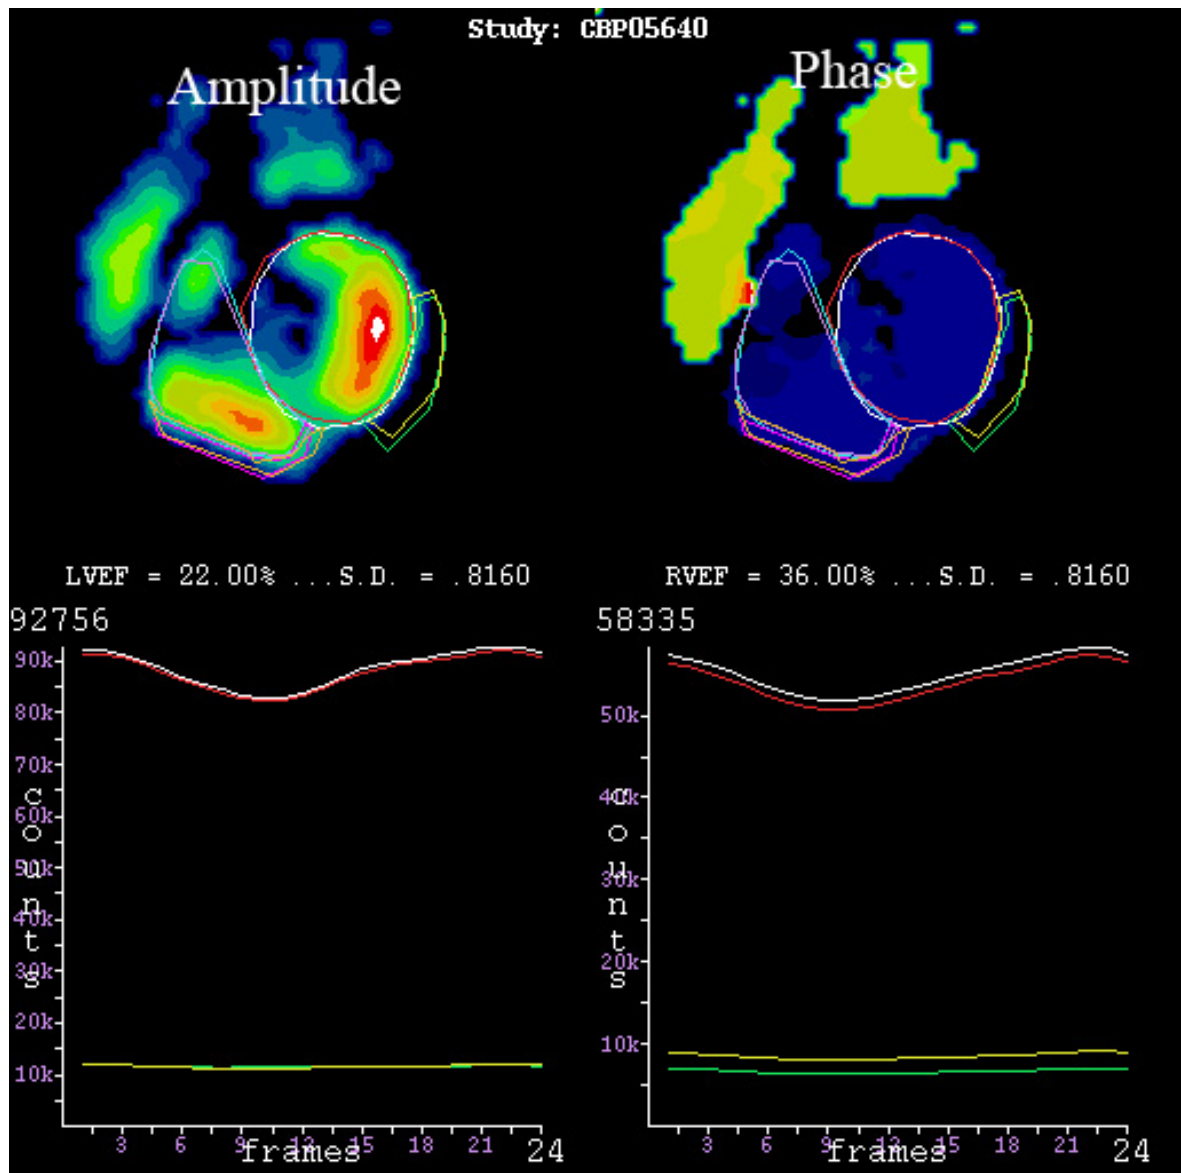 Study: CBP05640
Amplitude
Phase
LVEF = 22.00% ...S.D. = .8160
RVEF = 36.00% ...S.D. = .8160
92756
90k
80k
70k
60k
50k
40k
30k
20k
10k
counts
3 6 9 12 15 18 21 24
frames
58335
50k
40k
30k
20k
10k
counts
3 6 9 12 15 18 21 24
frames